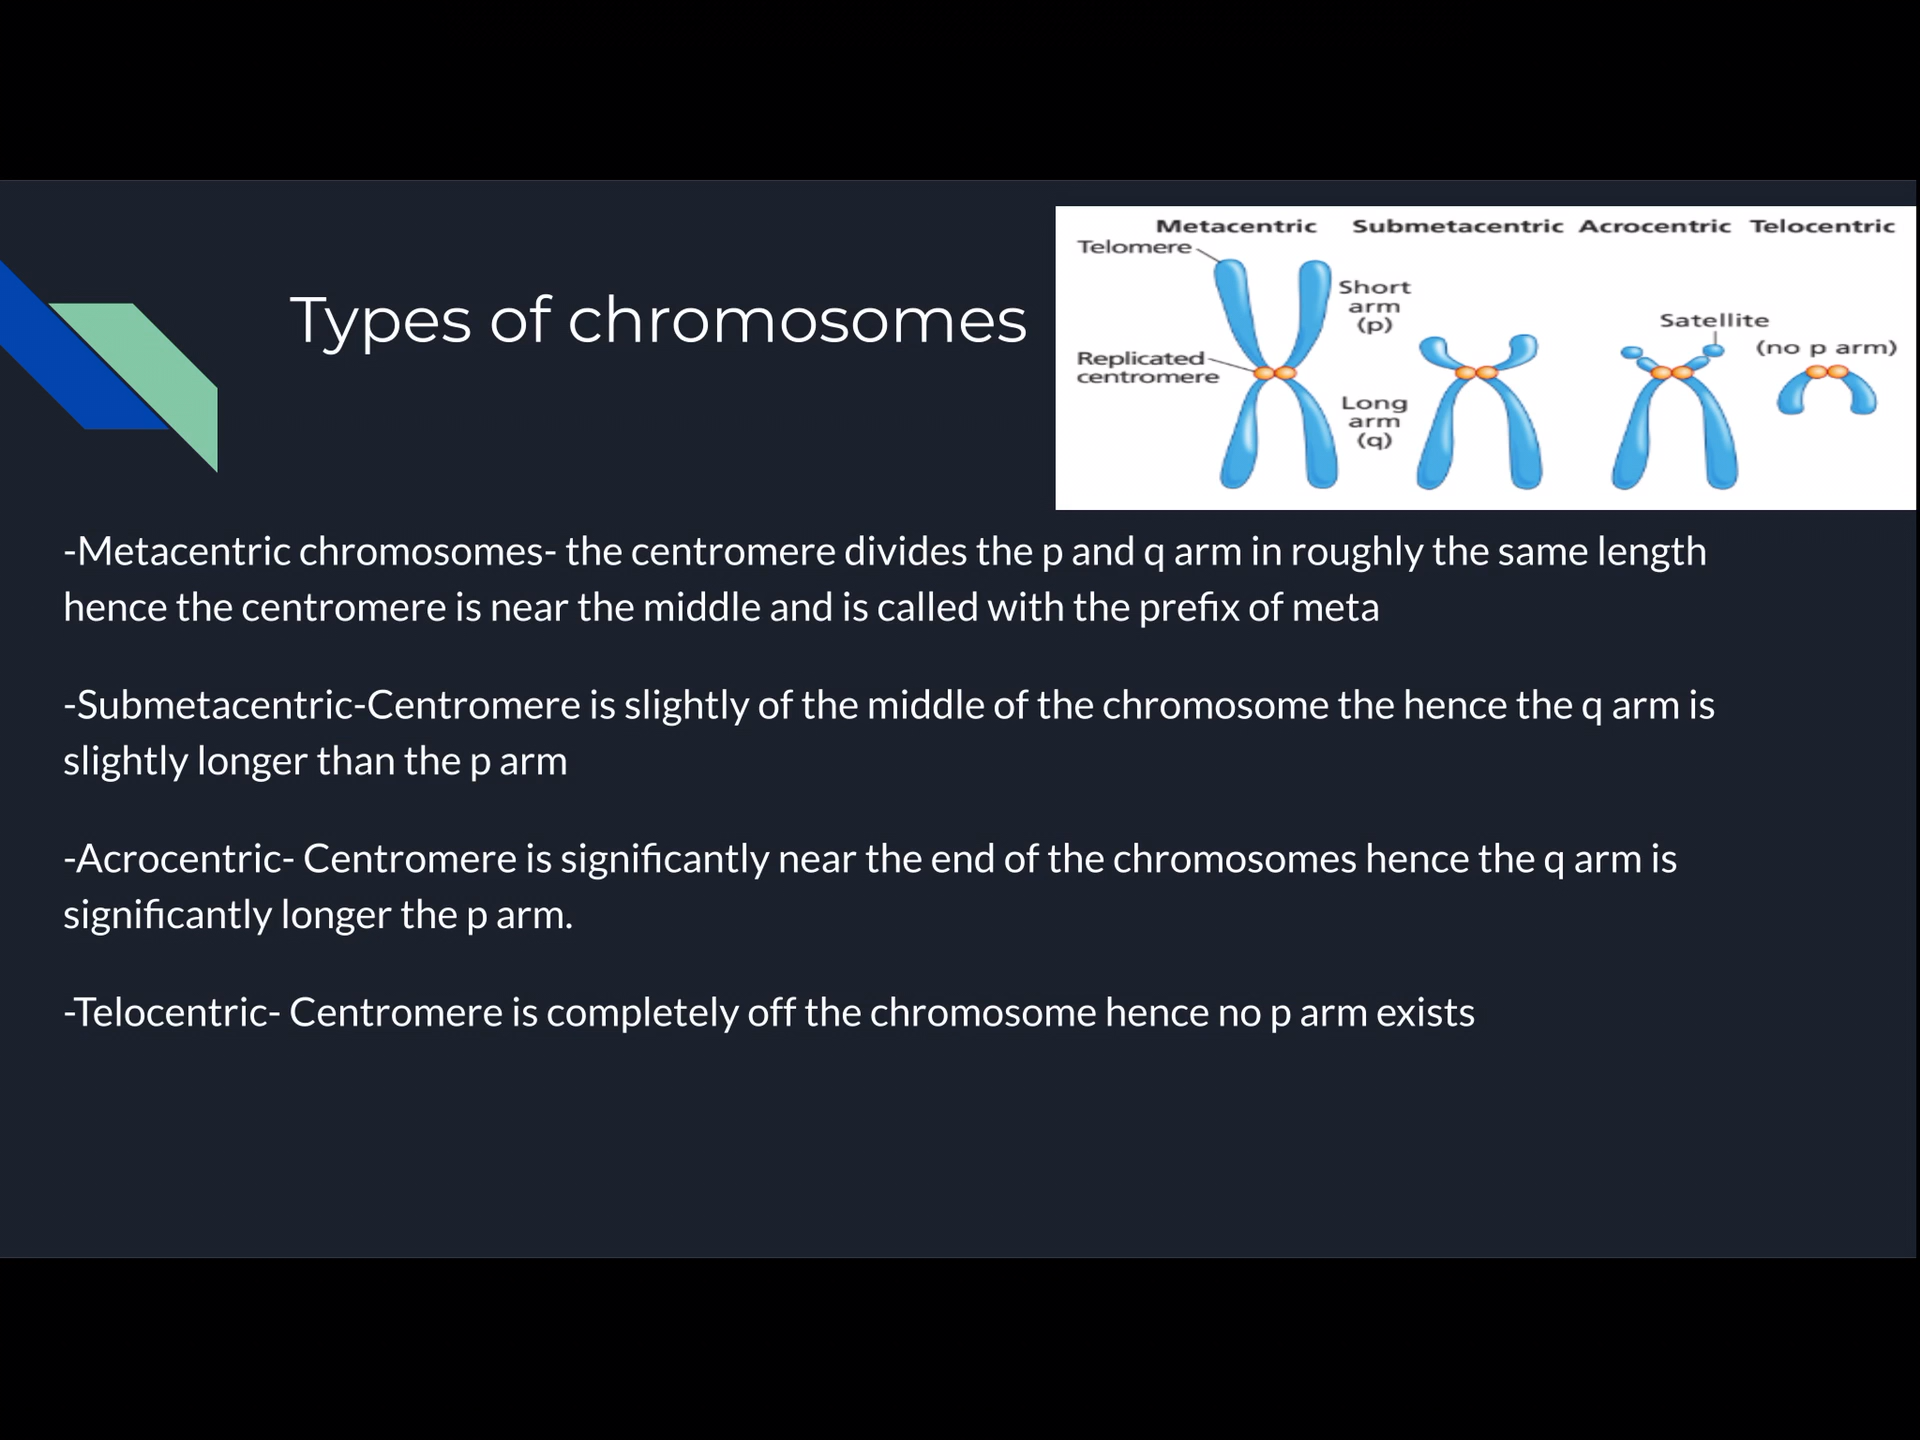 Types of chromosomes
Metacentric Submetacentric Acrocentric Telocentric
Telomere
Short
arm
(p)
Satellite
(no p arm)
Replicated
centromere
Long
arm
(q)
-Metacentric chromosomes- the centromere divides the p and q arm in roughly the same length
hence the centromere is near the middle and is called with the prefix of meta
-Submetacentric-Centromere is slightly of the middle of the chromosome the hence the q arm is
slightly longer than the p arm
-Acrocentric- Centromere is significantly near the end of the chromosomes hence the q arm is
significantly longer the p arm.
-Telocentric- Centromere is completely off the chromosome hence no p arm exists